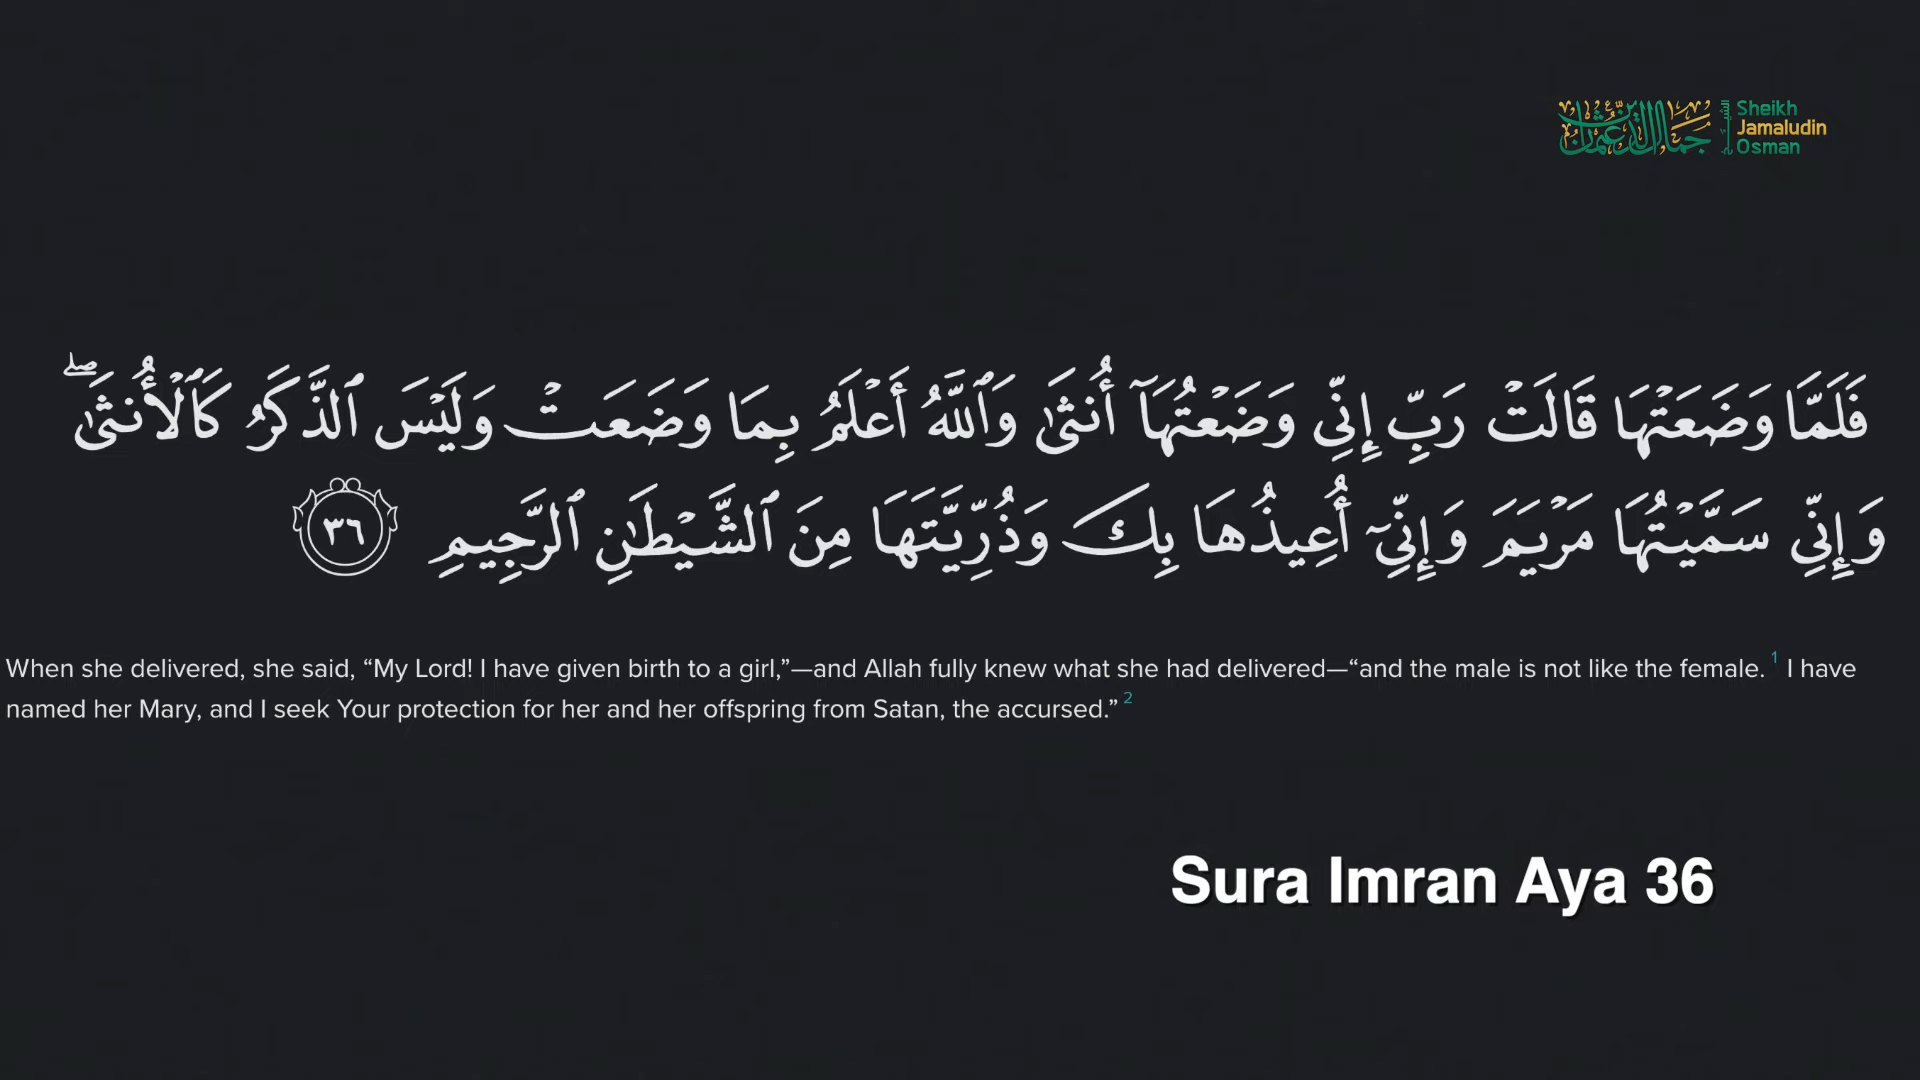 جمال الدين عثمان
Sheikh
Jamaludin
Osman
فَلَمَّا وَضَعَتْهَا قَالَتْ رَبِّ إِنِّى وَضَعْتُهَآ أُنثَىٰ وَٱللَّهُ أَعْلَمُ بِمَا وَضَعَتْ وَلَيْسَ ٱلذَّكَرُ كَٱلْأُنثَىٰ ۖ
وَإِنِّى سَمَّيْتُهَا مَرْيَمَ وَإِنِّىٓ أُعِيذُهَا بِكَ وَذُرِّيَّتَهَا مِنَ ٱلشَّيْطَـٰنِ ٱلرَّجِيمِ ٣٦
When she delivered, she said, “My Lord! I have given birth to a girl,”—and Allah fully knew what she had delivered—“and the male is not like the female. 1 I have
named her Mary, and I seek Your protection for her and her offspring from Satan, the accursed.” 2
Sura Imran Aya 36